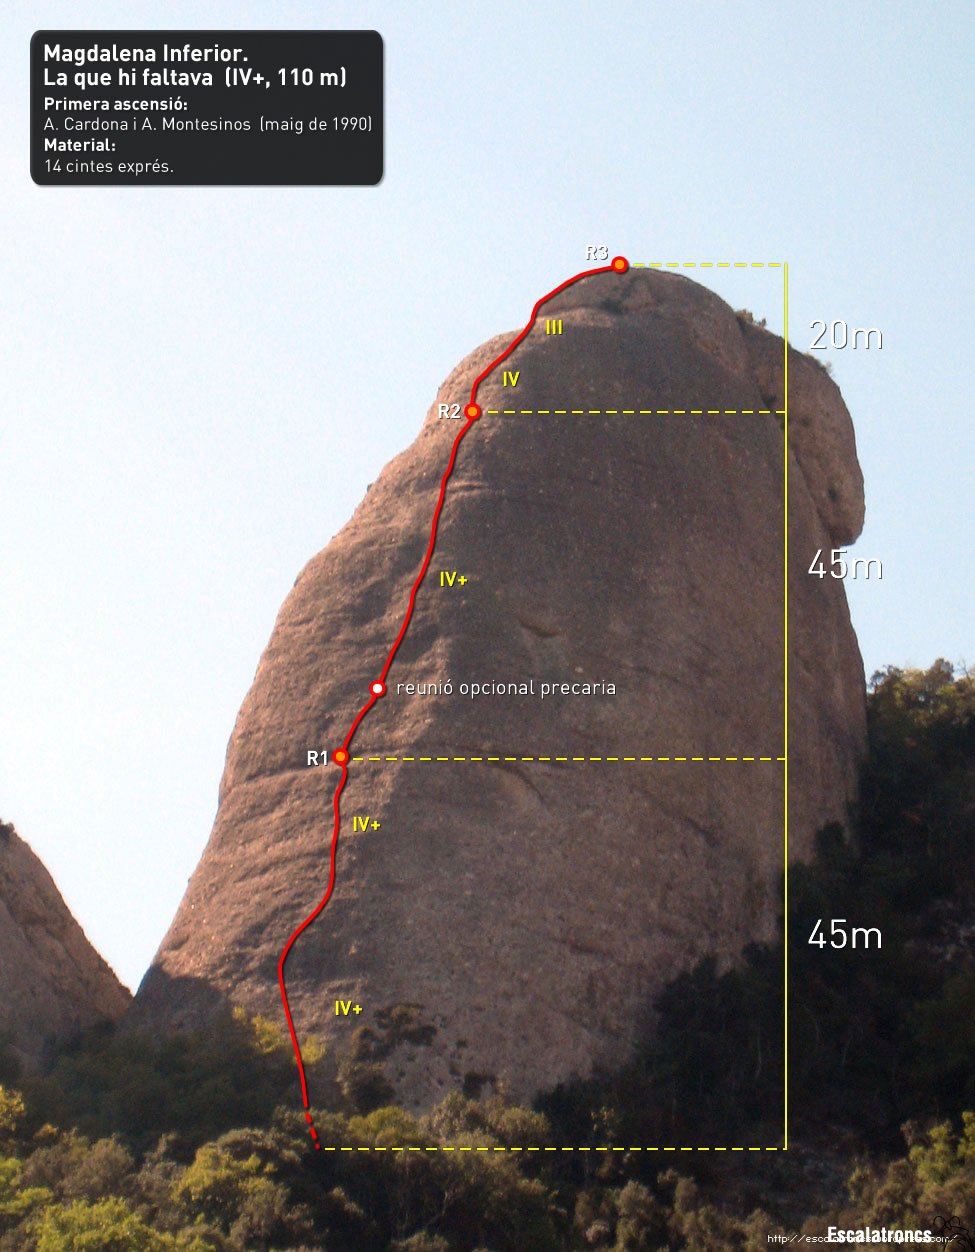 Magdalena Inferior.
La que hi faltava (IV+, 110 m)
Primera ascensió:
A. Cardona i A. Montesinos (maig de 1990)
Material:
14 cintes exprés.
R3
20m
III
IV
R2
45m
IV+
reunió opcional precaria
R1
IV+
45m
IV+
Escalatroncs